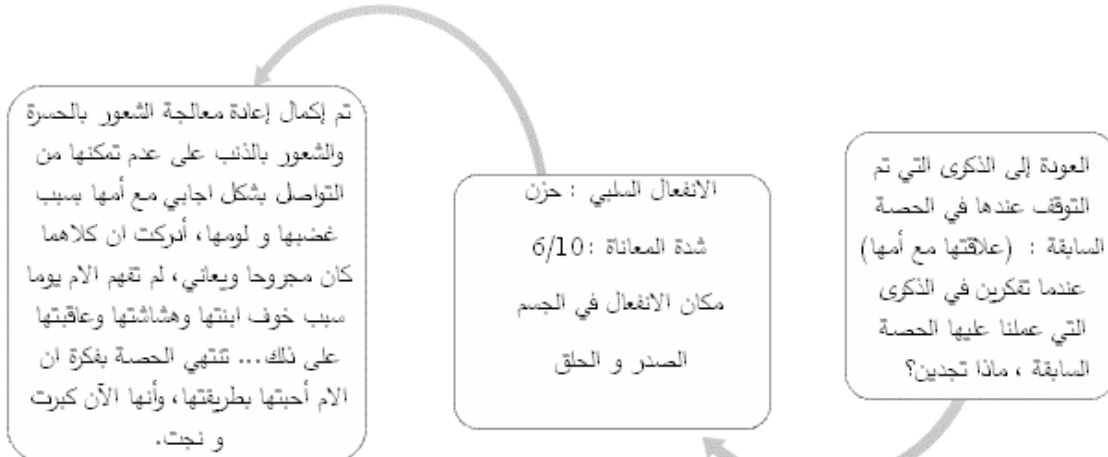 العودة إلى الذكرى التي تم
التوقف عندها في الحصة
السابقة : (علاقتها مع أمها)
عندما تفكرين في الذكرى
التي عملنا عليها الحصة
السابقة ، ماذا تجدين؟
الانفعال السلبي : حزن
شدة المعاناة :6/10
مكان الانفعال في الجسم
الصدر و الحلق
تم إكمال إعادة معالجة الشعور بالحسرة
والشعور بالذنب على عدم تمكنها من
التواصل بشكل اجابي مع أمها بسبب
غضبها و لومها، أدركت ان كلاهما
كان مجروحا ويعاني، لم تفهم الام يوما
سبب خوف ابنتها وهشاشتها وعاقبتها
على ذلك... تنتهي الحصة بفكرة ان
الام أحبتها بطريقتها، وأنها الآن كبرت
و نجت.